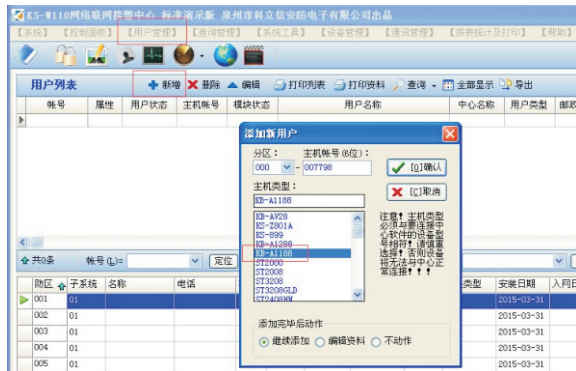 KS-W110网络联网接警中心 标准演示版 泉州市科立信安防电子有限公司出品
【系统】 【控制面板】 【用户管理】 【查询管理】 【系统工具】 【设备管理】 【通讯管理】 【报表统计及打印】 【帮助】
用户列表 新增 删除 编辑 打印列表 打印资料 查询 全部显示 导出
帐号 属性 用户状态 主机帐号 模块状态 用户名称 中心名称 用户类型 邮政
添加新用户
分区： 主机帐号(6位)：
000 - 007798
[O]确认
主机类型：
KB-A1188
[C]取消
KB-AV28
KS-Z801A
KS-899
KB-A1288
KB-A1188
ST2000
ST2008
ST3208
ST3208GLD
ST2408NM
注意！主机类型
必须与要连接中
心软件的设备型
号相符！请慎重
选择！否则设备
将无法与中心正
常连接！！！
添加完毕后动作
继续添加 编辑资料 不动作
共0条 帐号(L)= 定位
防区 子系统 名称 电话 类型 安装日期 入网日
001 01 2015-03-31
002 01 2015-03-31
003 01 2015-03-31
004 01 2015-03-31
005 01 2015-03-31